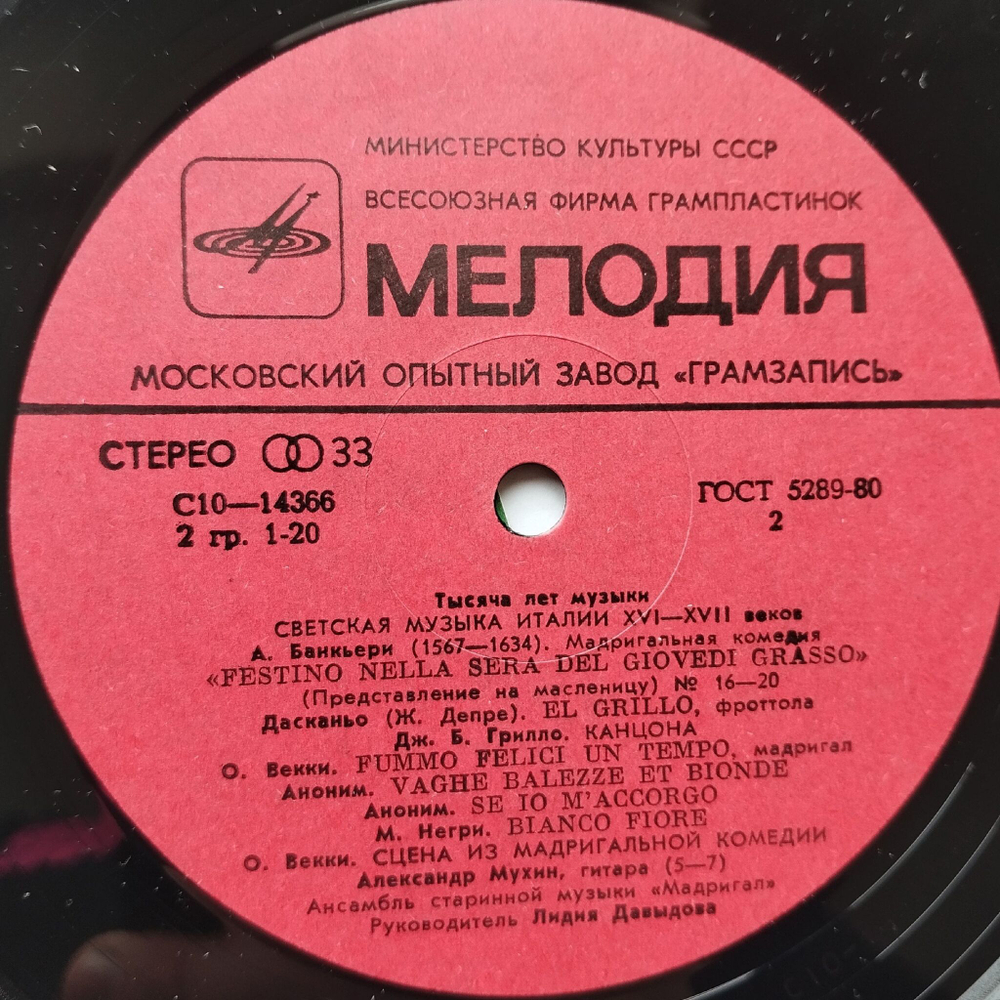 МИНИСТЕРСТВО КУЛЬТУРЫ СССР
ВСЕСОЮЗНАЯ ФИРМА ГРАМПЛАСТИНОК
МЕЛОДИЯ
МОСКОВСКИЙ ОПЫТНЫЙ ЗАВОД «ГРАМЗАПИСЬ»
СТЕРЕО 33
С10—14366
2 гр. 1-20
ГОСТ 5289-80
2
Тысяча лет музыки
СВЕТСКАЯ МУЗЫКА ИТАЛИИ XVI—XVII веков
А. Банкьери (1567—1634). Мадригальная комедия
«FESTINO NELLA SERA DEL GIOVEDI GRASSO»
(Представление на масленицу) № 16—20
Дасканьо (Ж. Депре). EL GRILLO, фроттола
Дж. Б. Грилло. КАНЦОНА
О. Векки. FUMMO FELICI UN TEMPO, мадригал
Аноним. VAGHE BALEZZE ET BIONDE
Аноним. SE IO M'ACCORGO
М. Негри. BIANCO FIORE
О. Векки. СЦЕНА ИЗ МАДРИГАЛЬНОЙ КОМЕДИИ
Александр Мухин, гитара (5—7)
Ансамбль старинной музыки «Мадригал»
Руководитель Лидия Давыдова